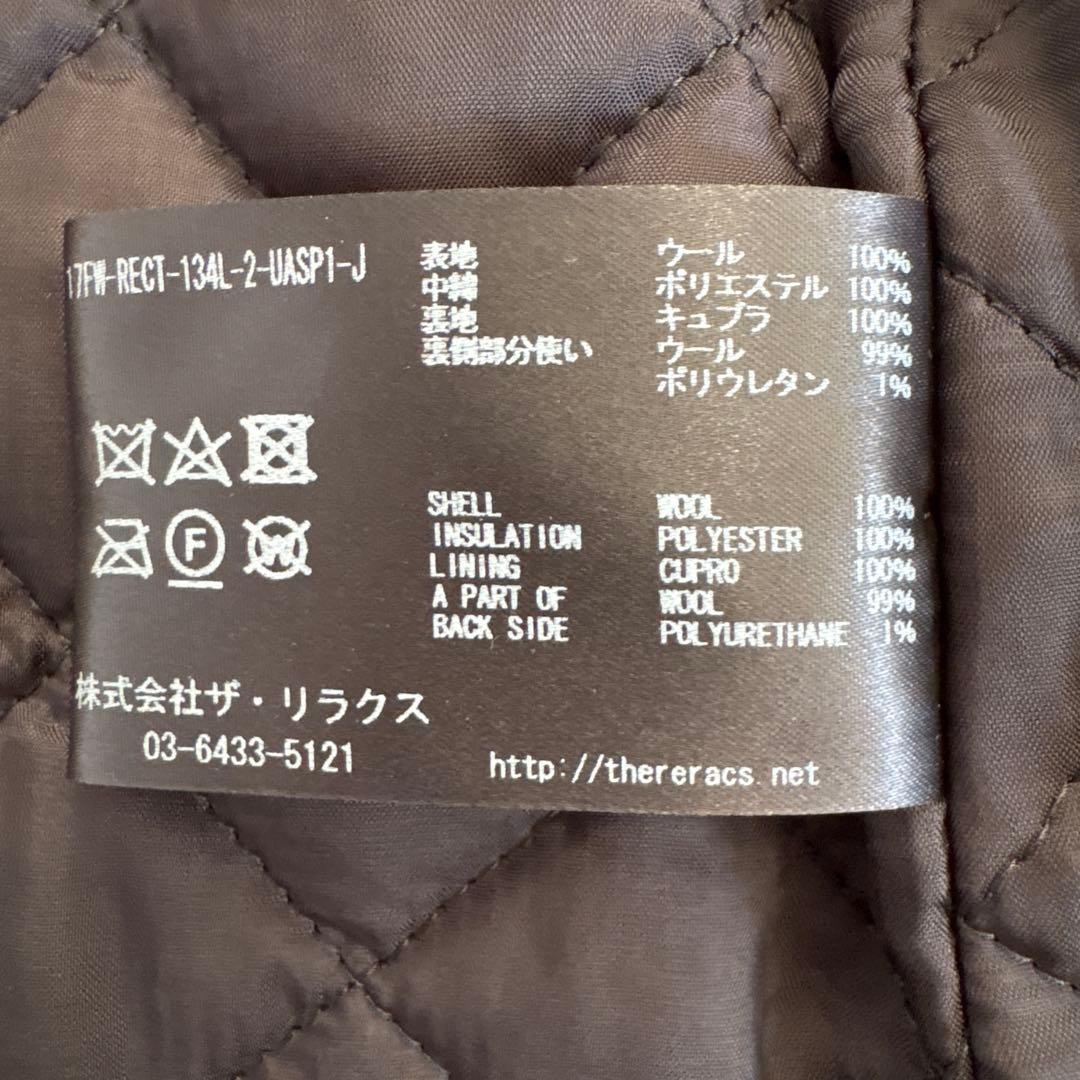 17FW-RECT-134L-2-UASP1-J
表地 ウール 100%
中綿 ポリエステル 100%
裏地 キュプラ 100%
裏側部分使い ウール 99%
ポリウレタン 1%
SHELL WOOL 100%
INSULATION POLYESTER 100%
LINING CUPRO 100%
A PART OF WOOL 99%
BACK SIDE POLYURETHANE 1%
F
W
株式会社ザ・リラクス
03-6433-5121
http://thereracs.net